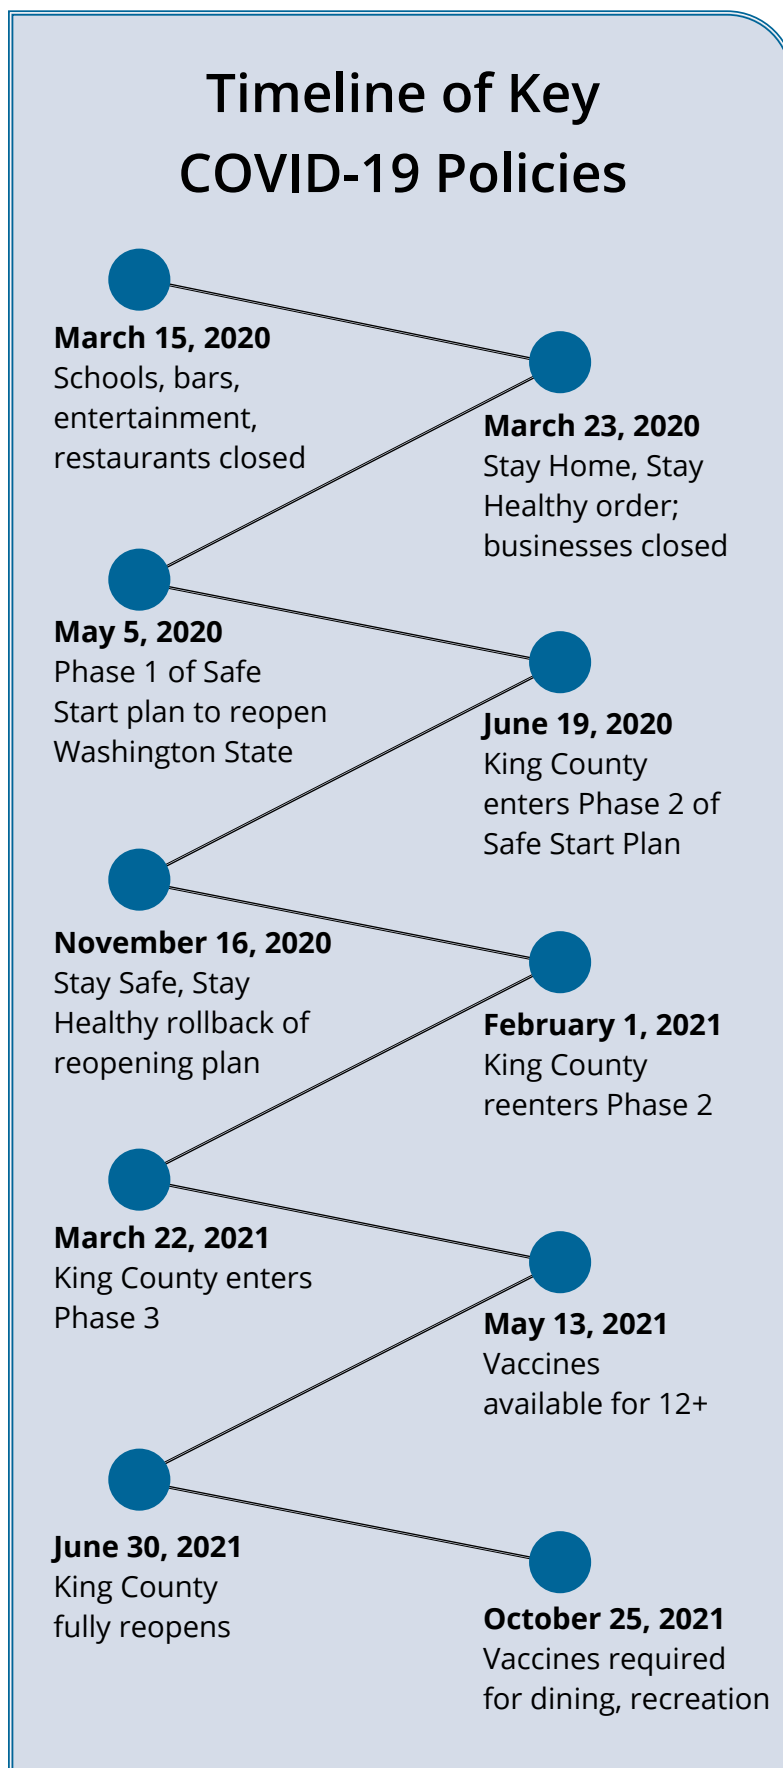 Timeline of Key
COVID-19 Policies
March 15, 2020
Schools, bars,
entertainment,
restaurants closed
March 23, 2020
Stay Home, Stay
Healthy order;
businesses closed
May 5, 2020
Phase 1 of Safe
Start plan to reopen
Washington State
June 19, 2020
King County
enters Phase 2 of
Safe Start Plan
November 16, 2020
Stay Safe, Stay
Healthy rollback of
reopening plan
February 1, 2021
King County
reenters Phase 2
March 22, 2021
King County enters
Phase 3
May 13, 2021
Vaccines
available for 12+
June 30, 2021
King County
fully reopens
October 25, 2021
Vaccines required
for dining, recreation